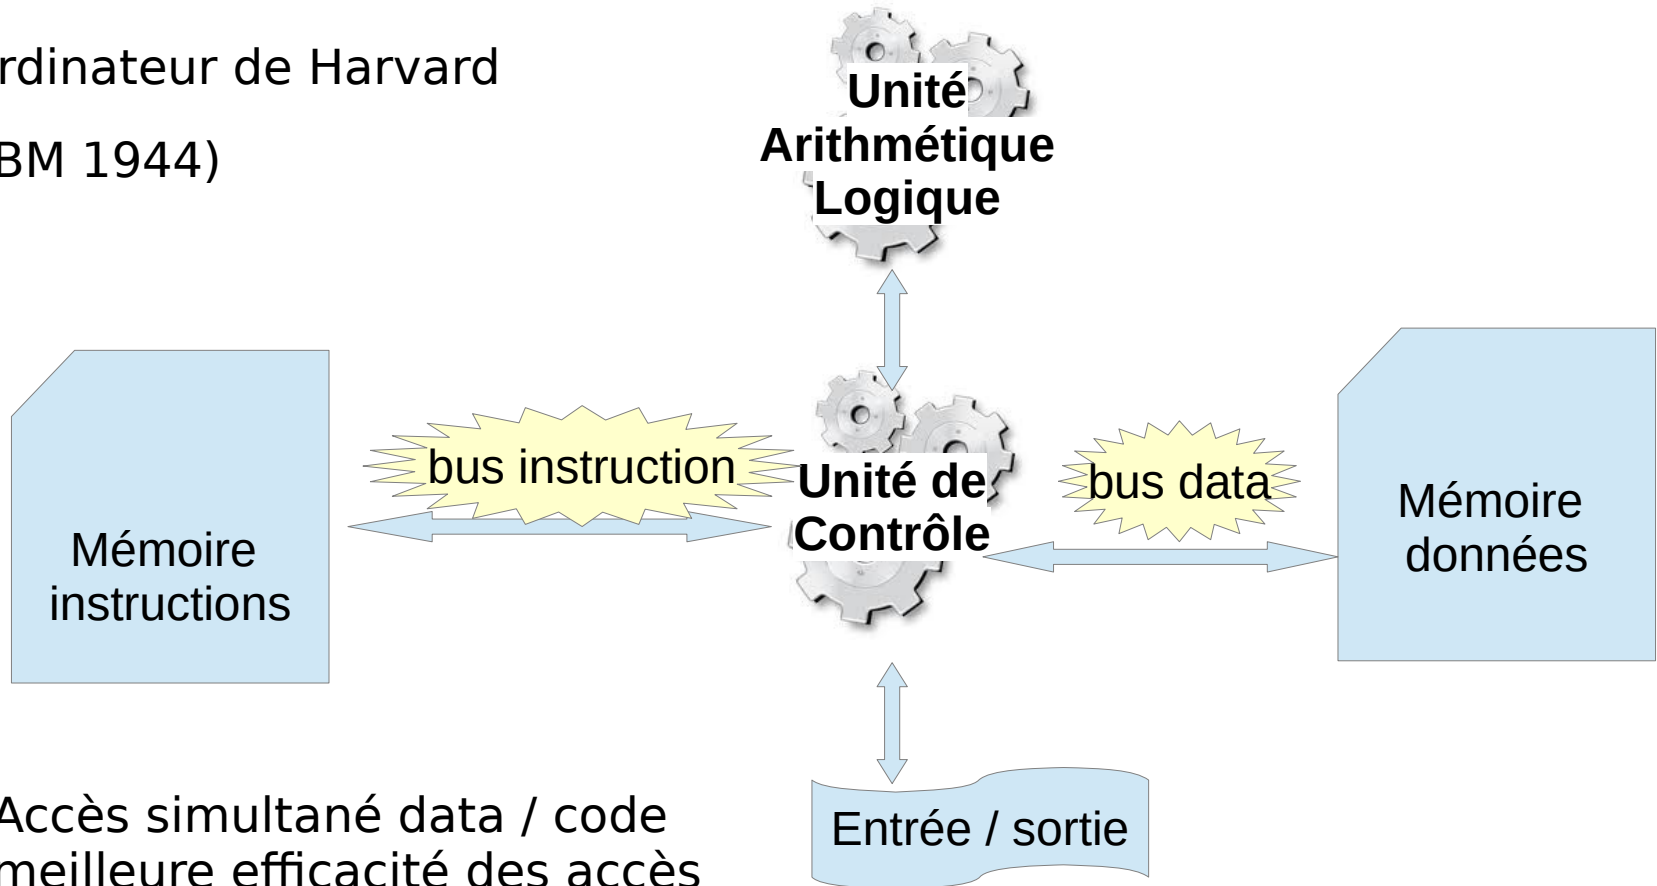 rdinateur de Harvard
BM 1944)
Unité
Arithmétique
Logique
bus instruction
Unité de
Contrôle
bus data
Mémoire
instructions
Mémoire
données
Entrée / sortie
Accès simultané data / code
meilleure efficacité des accès